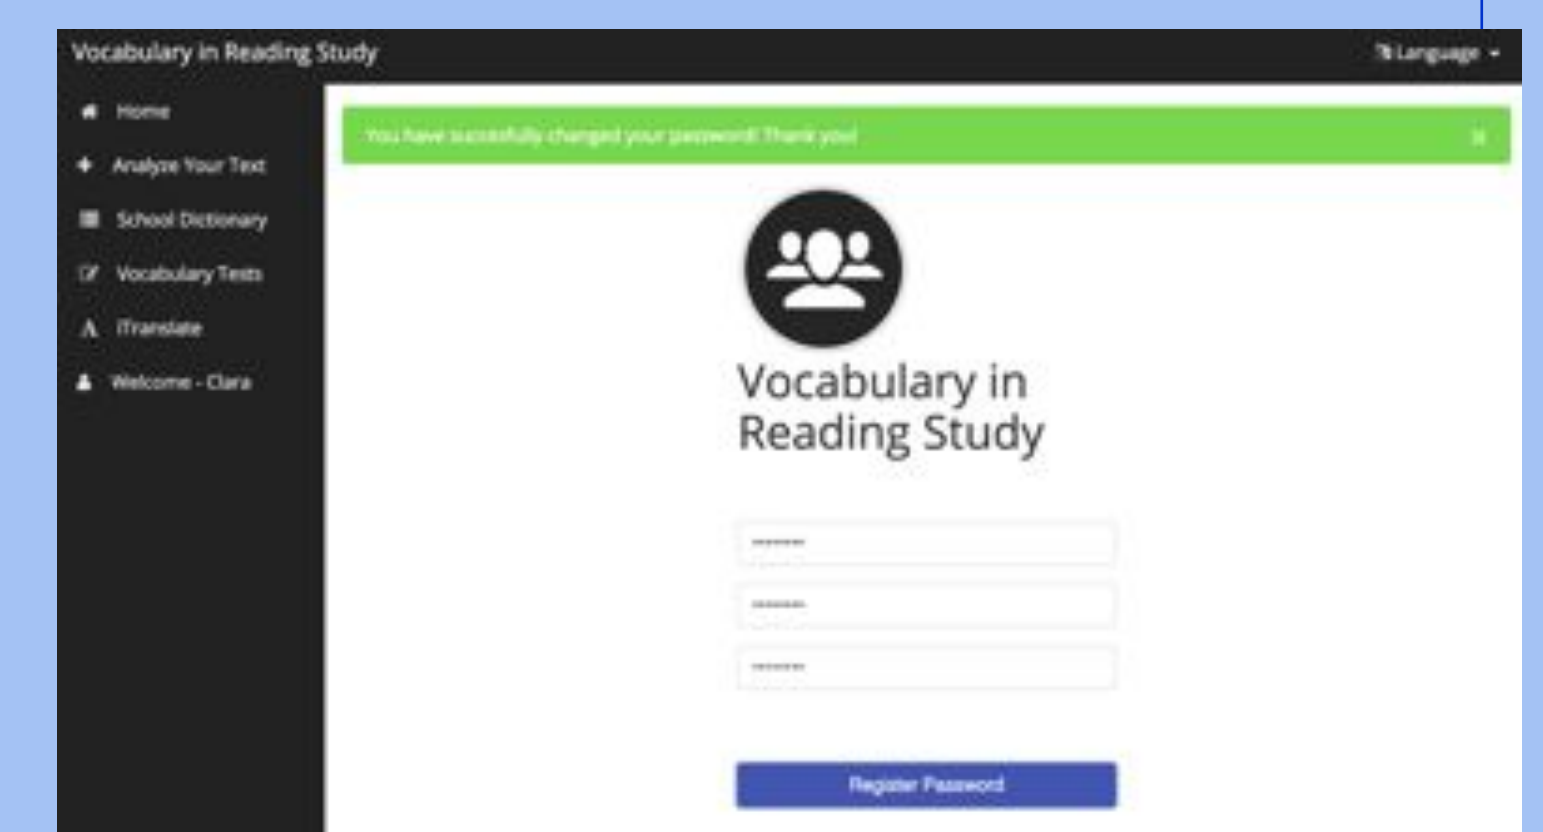 Vocabulary in Reading Study
Language
Home
Analyze Your Text
School Dictionary
Vocabulary Tests
iTranslate
Welcome - Clara
You have succesfully changed your password! Thank you!
Vocabulary in
Reading Study
Register Password